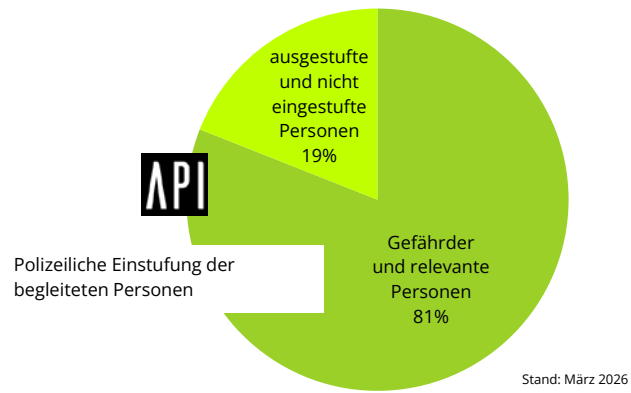 ausgestufte
und nicht
eingestufte
Personen
19%
API
Polizeiliche Einstufung der
begleiteten Personen
Gefährder
und relevante
Personen
81%
Stand: März 2026